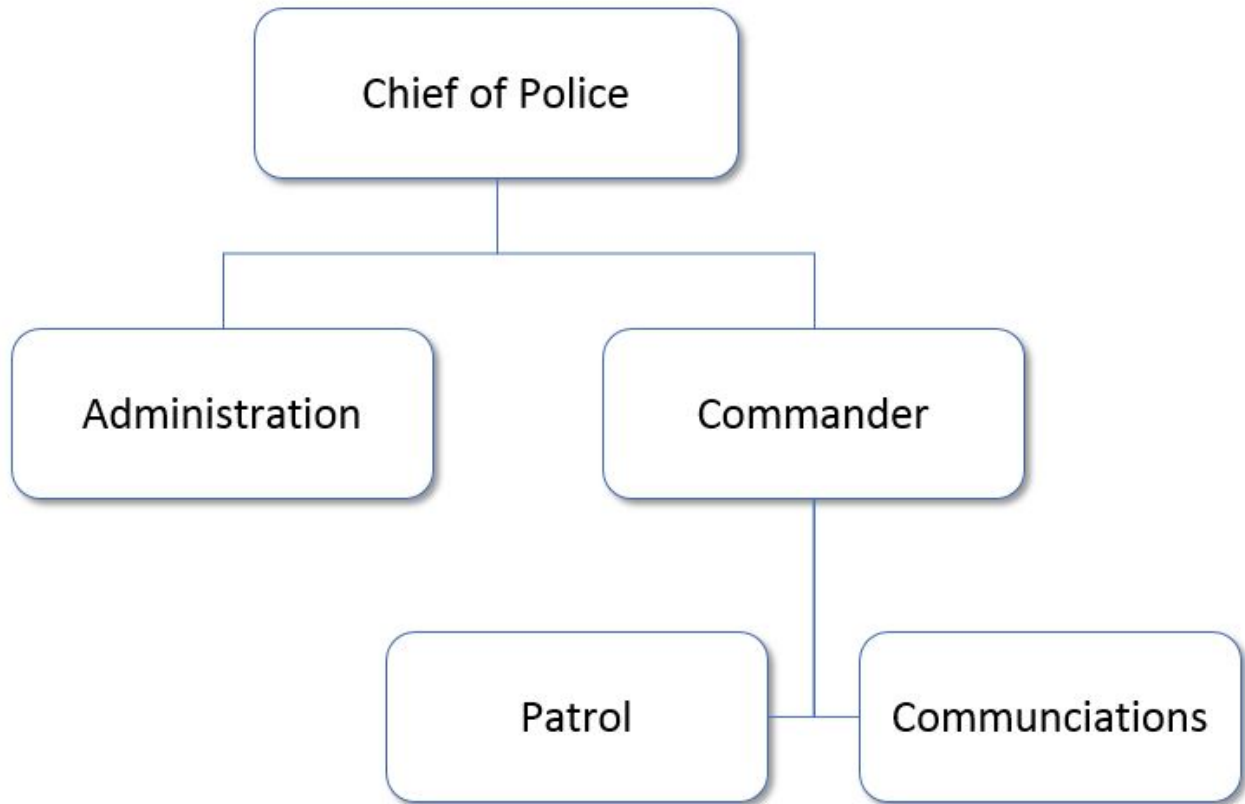 Chief of Police
Administration
Commander
Patrol
Communciations